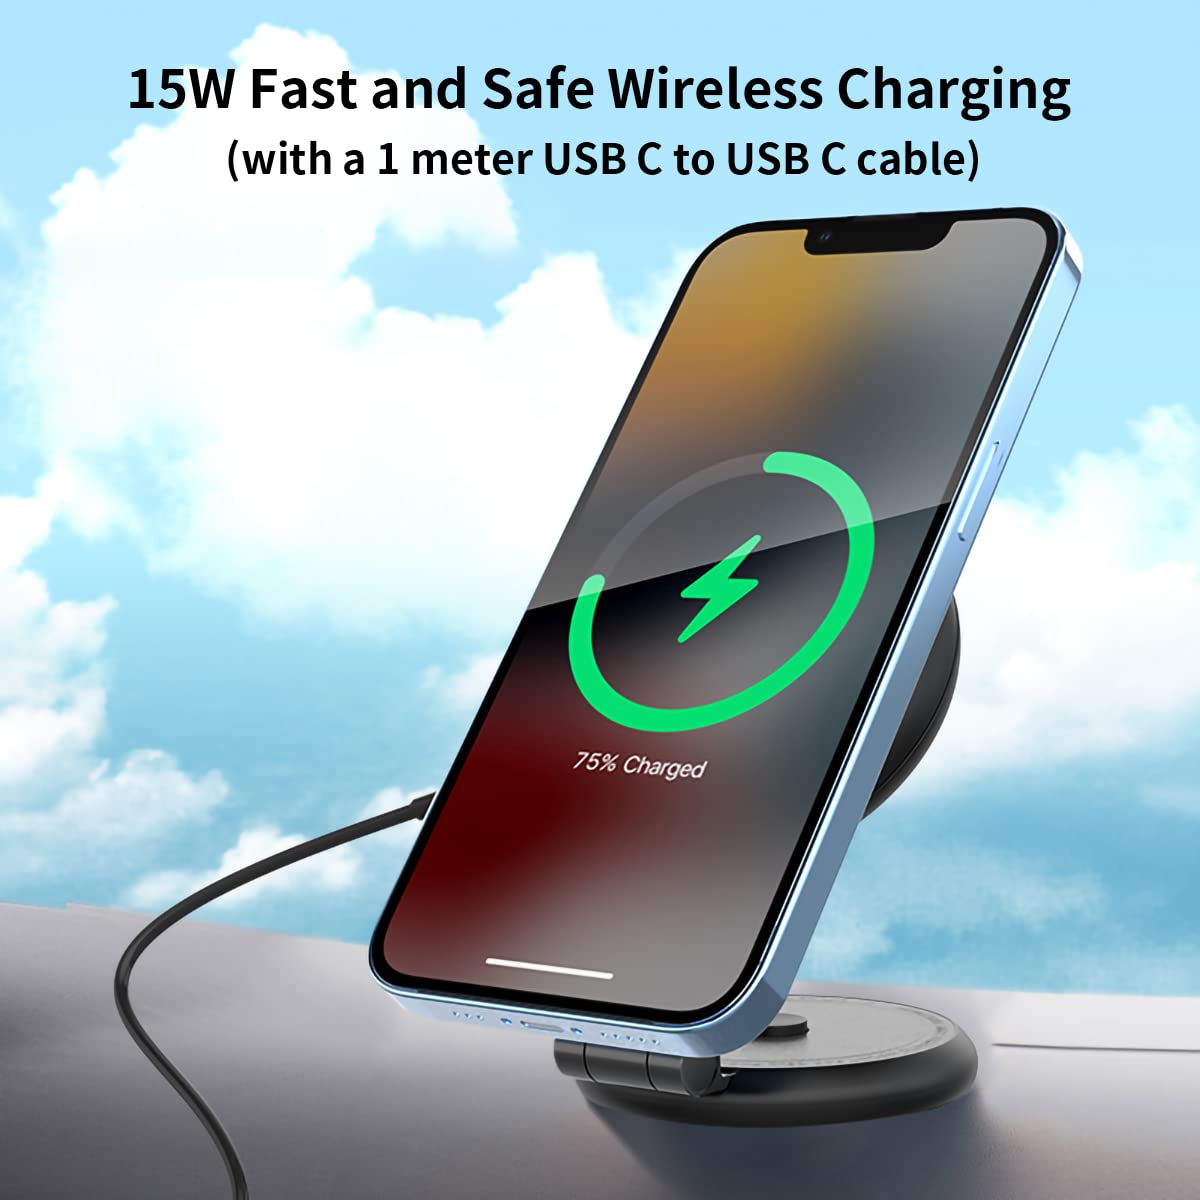 15W Fast and Safe Wireless Charging
(with a 1 meter USB C to USB C cable)
75% Charged